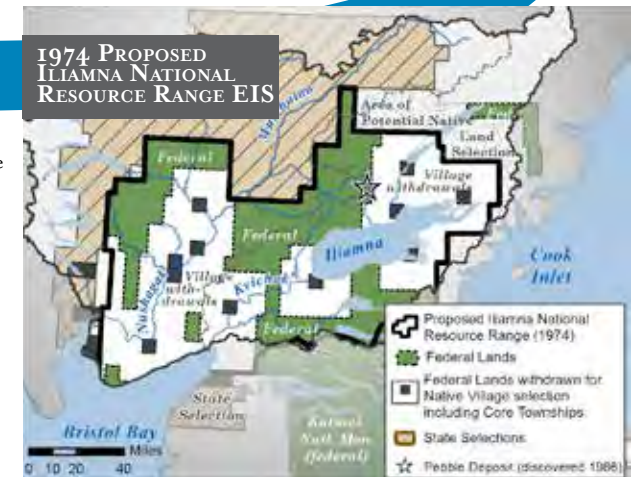 1974 Proposed
Iliamna National
Resource Range EIS
e
Mulchatna
Area of
Potential Native
Land
Selection
Federal
Village
withdrawals
Federal
Iliamna
Cook
Inlet
Nushagak
Village
with-
drawals
Kvichak
Federal
State
Selection
Katmai
Natl. Mon.
(federal)
Bristol Bay
Miles
0 10 20 40
Proposed Iliamna National
Resource Range (1974)
Federal Lands
Federal Lands withdrawn for
Native Village selection
including Core Townships
State Selections
Pebble Deposit (discovered 1986)